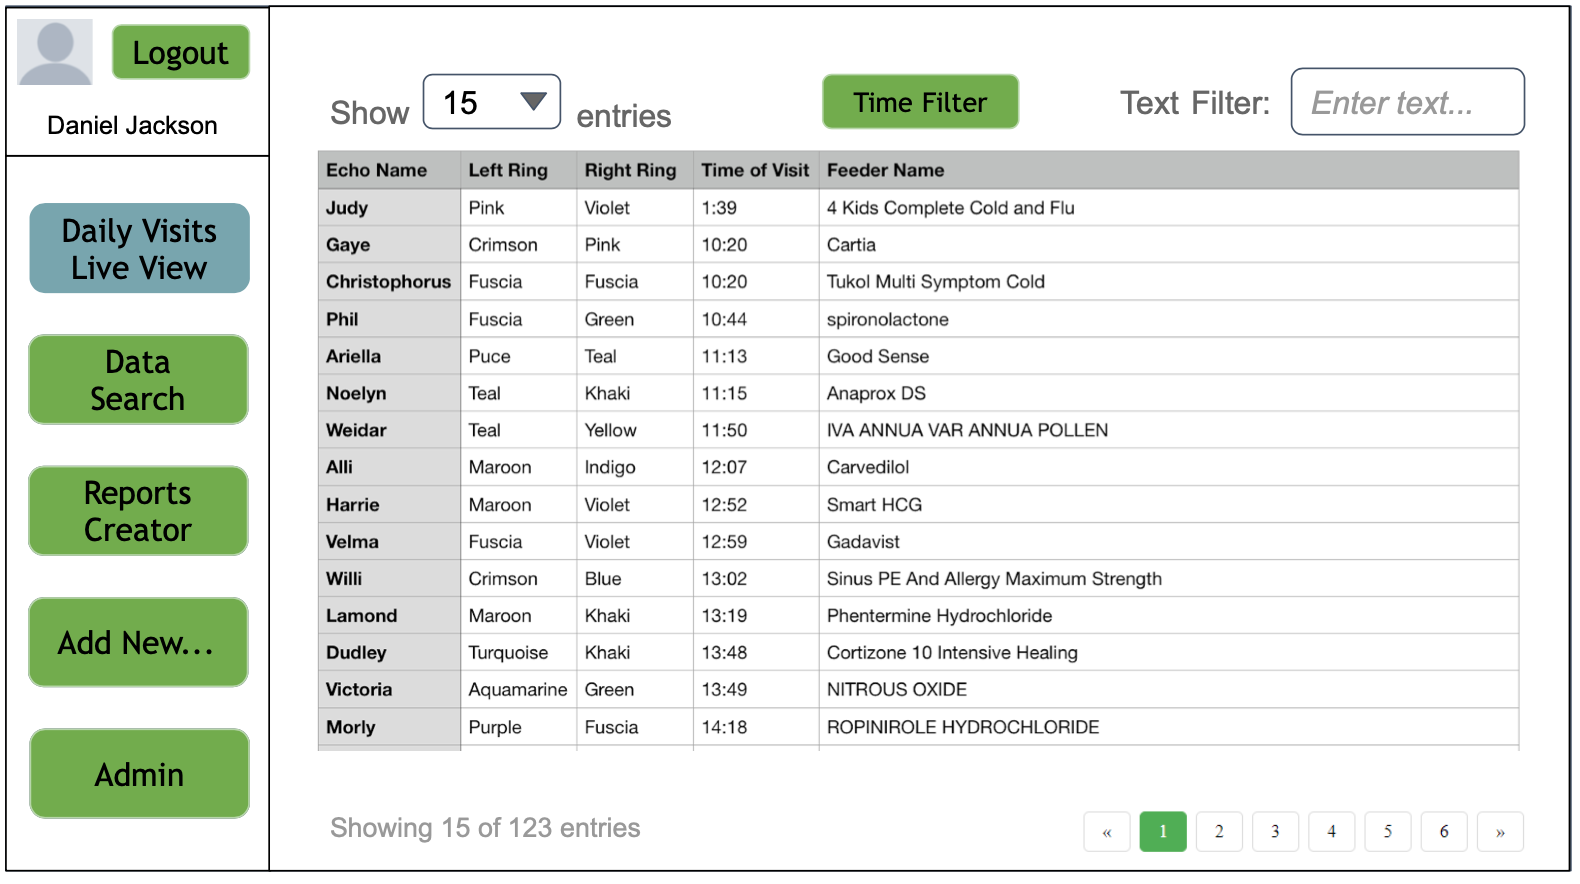 Logout
Daniel Jackson
Daily Visits
Live View
Data
Search
Reports
Creator
Add New...
Admin
Show 15 entries
Time Filter
Text Filter: Enter text...
Echo Name Left Ring Right Ring Time of Visit Feeder Name
Judy Pink Violet 1:39 4 Kids Complete Cold and Flu
Gaye Crimson Pink 10:20 Cartia
Christophorus Fuscia Fuscia 10:20 Tukol Multi Symptom Cold
Phil Fuscia Green 10:44 spironolactone
Ariella Puce Teal 11:13 Good Sense
Noelyn Teal Khaki 11:15 Anaprox DS
Weidar Teal Yellow 11:50 IVA ANNUA VAR ANNUA POLLEN
Alli Maroon Indigo 12:07 Carvedilol
Harrie Maroon Violet 12:52 Smart HCG
Velma Fuscia Violet 12:59 Gadavist
Willi Crimson Blue 13:02 Sinus PE And Allergy Maximum Strength
Lamond Maroon Khaki 13:19 Phentermine Hydrochloride
Dudley Turquoise Khaki 13:48 Cortizone 10 Intensive Healing
Victoria Aquamarine Green 13:49 NITROUS OXIDE
Morly Purple Fuscia 14:18 ROPINIROLE HYDROCHLORIDE
Showing 15 of 123 entries
« 1 2 3 4 5 6 »